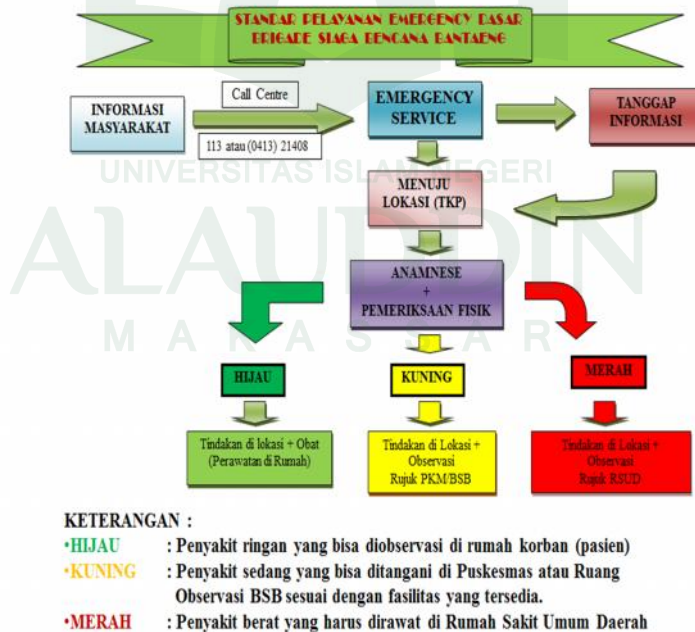 STANDAR PELAYANAN EMERGENCY DASAR
BRIGADE SIAGA BENCANA BANTAENG
INFORMASI
MASYARAKAT
Call Centre
113 atau (0413) 21408
EMERGENCY
SERVICE
TANGGAP
INFORMASI
UNIVERSITAS ISLAM NEGERI
MENUJU
LOKASI (TKP)
ALAUDDIN
ANAMNESE
+
PEMERIKSAAN FISIK
MAKASSAR
HIJAU
KUNING
MERAH
Tindakan di lokasi + Obat
(Perawatan di Rumah)
Tindakan di Lokasi +
Observasi
Rujuk PKM/BSB
Tindakan di Lokasi +
Observasi
Rujuk RSUD
KETERANGAN :
•HIJAU : Penyakit ringan yang bisa diobservasi di rumah korban (pasien)
•KUNING : Penyakit sedang yang bisa ditangani di Puskesmas atau Ruang
Observasi BSB sesuai dengan fasilitas yang tersedia.
•MERAH : Penyakit berat yang harus dirawat di Rumah Sakit Umum Daerah